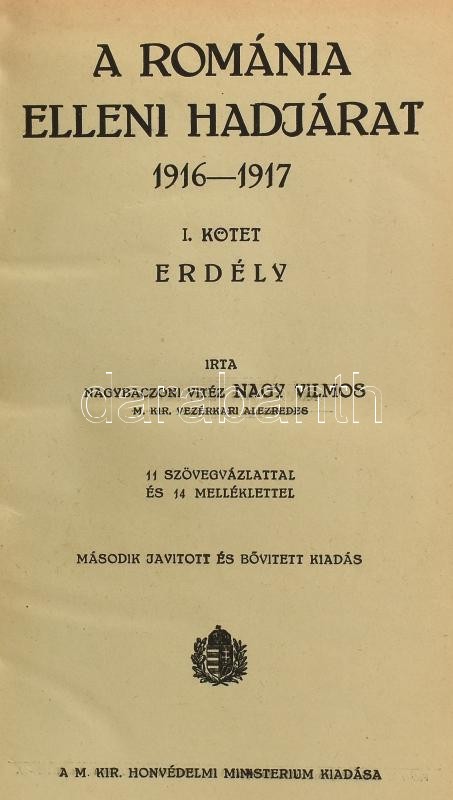 A ROMÁNIA
ELLENI HADJÁRAT
1916—1917
I. KÖTET
ERDÉLY
IRTA
NAGYBACZONI VITÉZ NAGY VILMOS
M. KIR. VEZÉRKARI ALEZREDES
darabanth
11 SZÖVEGVÁZLATTAL
ÉS 14 MELLÉKLETTEL
MÁSODIK JAVITOTT ÉS BŐVITETT KIADÁS
A M. KIR. HONVÉDELMI MINISTERIUM KIADÁSA